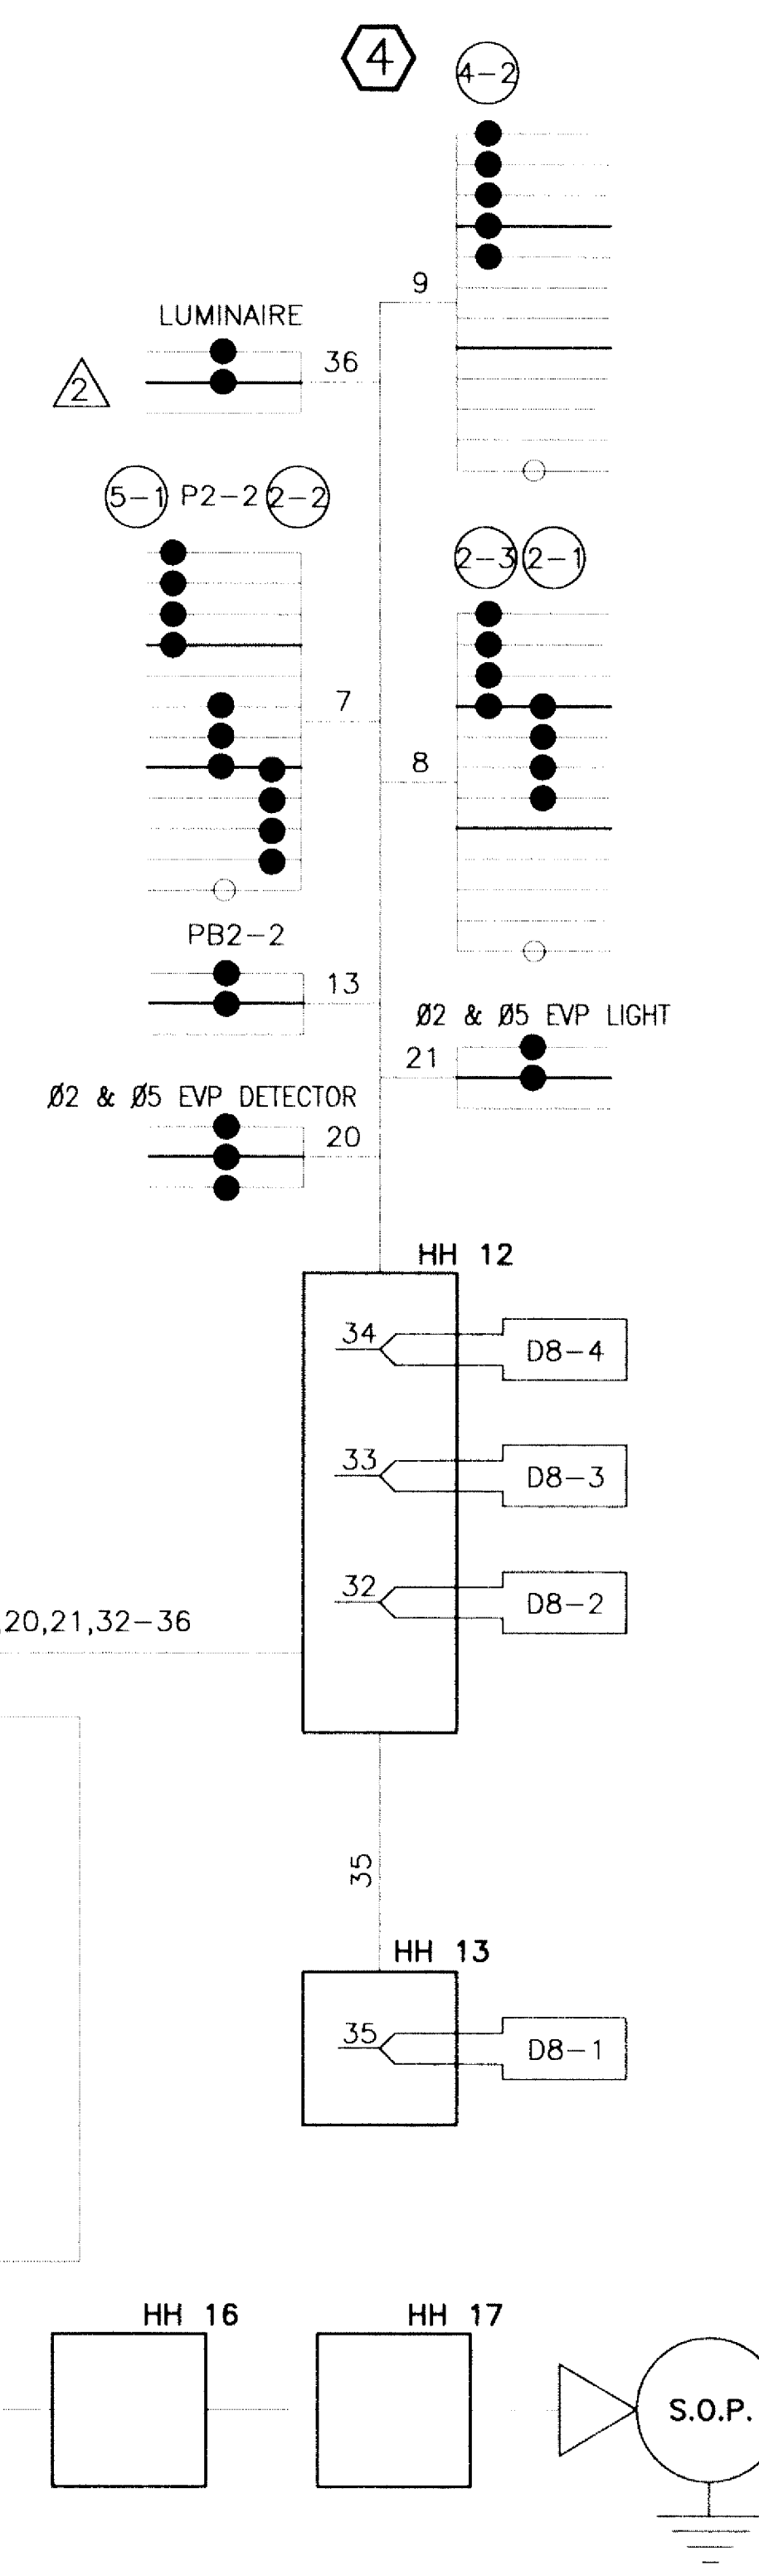 4
4-2
9
LUMINAIRE
36
2
5-1 P2-2 2-2
2-3 2-1
7
8
PB2-2
13
Ø2 & Ø5 EVP LIGHT
21
Ø2 & Ø5 EVP DETECTOR
20
HH 12
34
D8-4
33
D8-3
32
D8-2
,20,21,32-36
35
HH 13
35
D8-1
HH 16
HH 17
S.O.P.